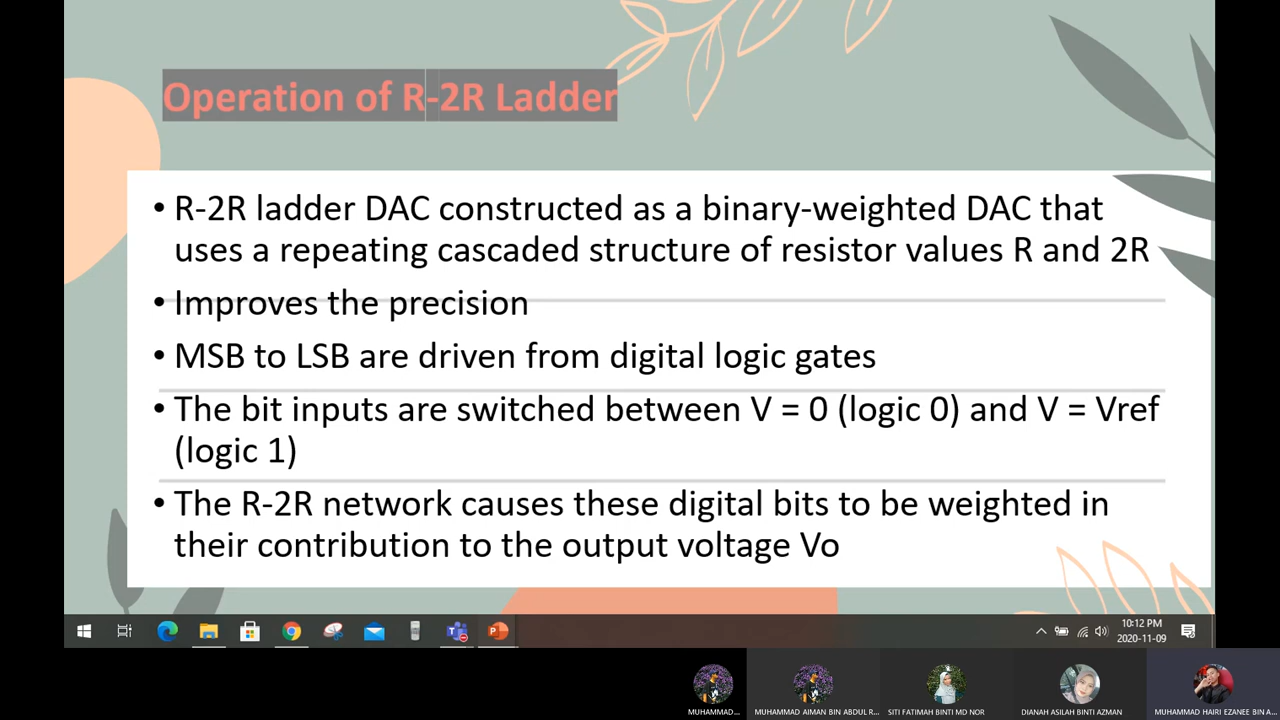 Operation of R-2R Ladder
• R-2R ladder DAC constructed as a binary-weighted DAC that
uses a repeating cascaded structure of resistor values R and 2R
• Improves the precision
• MSB to LSB are driven from digital logic gates
• The bit inputs are switched between V = 0 (logic 0) and V = Vref
(logic 1)
• The R-2R network causes these digital bits to be weighted in
their contribution to the output voltage Vo
10:12 PM
2020-11-09
MUHAMMAD...
MUHAMMAD AIMAN BIN ABDUL R...
SITI FATIMAH BINTI MD NOR
DIANAH ASILAH BINTI AZMAN
MUHAMMAD HAIRI EZANEE BIN A...